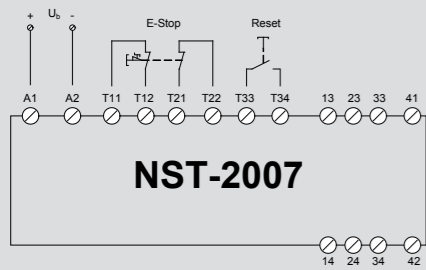 + Ub -
E-Stop
Reset
A1 A2 T11 T12 T21 T22 T33 T34 13 23 33 41
NST-2007
14 24 34 42